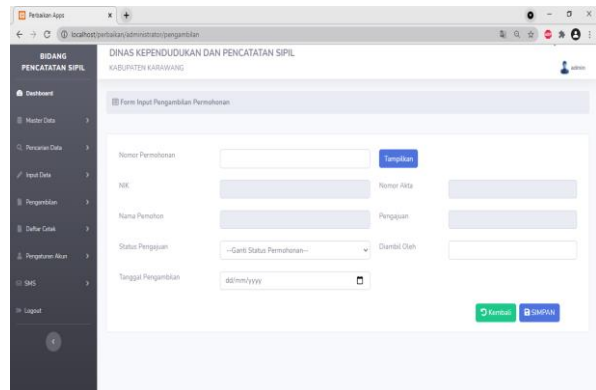 Perbaikan Apps
localhost/perbaikan/administrator/pengambilan
BIDANG
PENCATATAN SIPIL
DINAS KEPENDUDUKAN DAN PENCATATAN SIPIL
KABUPATEN KARAWANG
admin
Dashboard
Form Input Pengambilan Permohonan
Master Data
Pencarian Data
Input Data
Pengambilan
Daftar Cetak
Pengaturan Akun
SMS
Logout
Nomor Permohonan
Tampilkan
NIK
Nomor Akta
Nama Pemohon
Pengajuan
Status Pengajuan
--Ganti Status Permohonan--
Diambil Oleh
Tanggal Pengambilan
dd/mm/yyyy
Kembali
SIMPAN